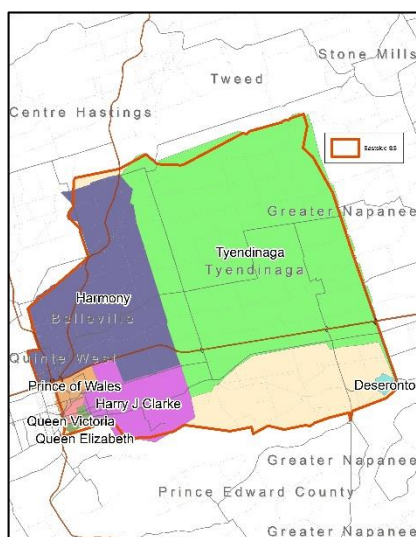 Stone Mills
Tweed
Centre Hastings
Greater Napanee
Tyendinaga
Tyendinaga
Harmony
Belleville
Quinte West
Prince of Wales
Deseronto
Harry J Clarke
Queen Victoria
Queen Elizabeth
Greater Napanee
Prince Edward County
Greater Napanee